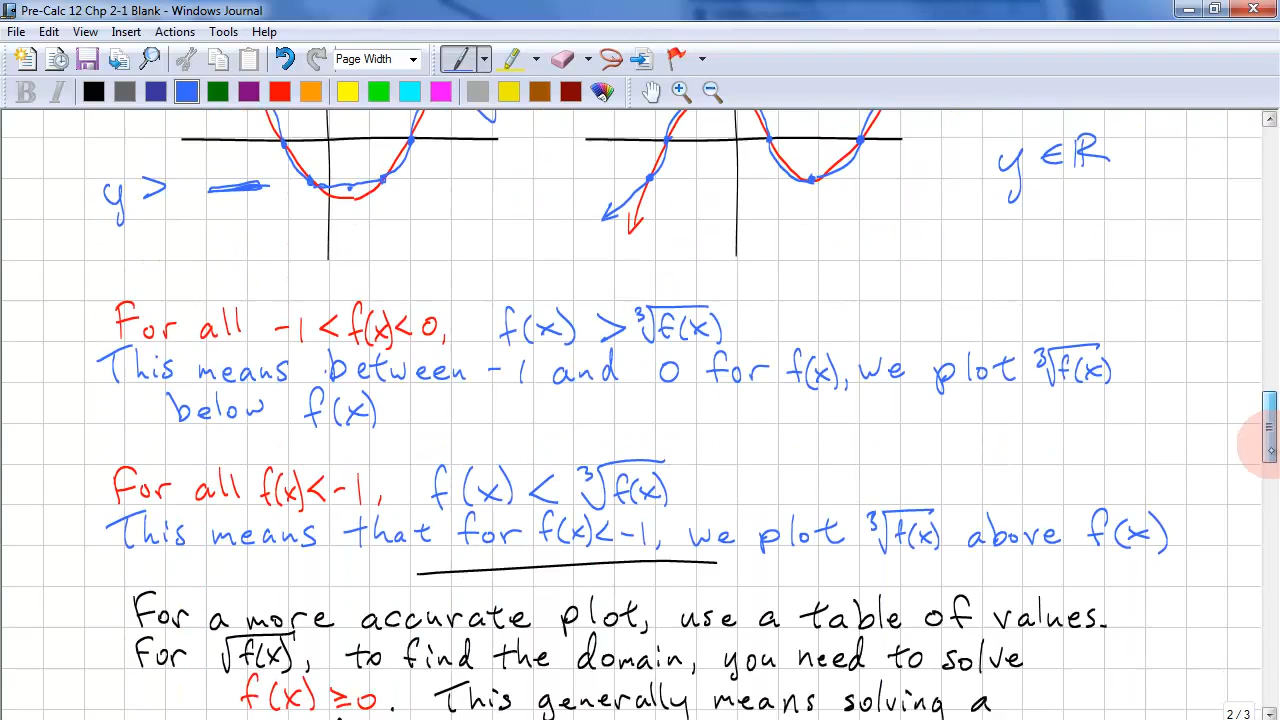 Pre-Calc 12 Chp 2-1 Blank - Windows Journal
File Edit View Insert Actions Tools Help
Page Width
B I
y > 
y ∈ ℝ
For all -1 < f(x) < 0, f(x) > ∛f(x)
This means between -1 and 0 for f(x), we plot ∛f(x)
below f(x)
For all f(x) < -1, f(x) < ∛f(x)
This means that for f(x) < -1, we plot ∛f(x) above f(x)
For a more accurate plot, use a table of values.
For √f(x), to find the domain, you need to solve
f(x) ≥ 0. This generally means solving a
2/3